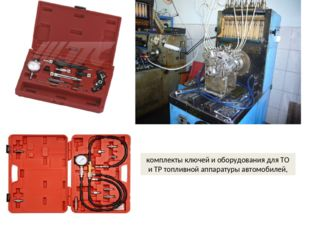 комплекты ключей и оборудования для ТО
и ТР топливной аппаратуры автомобилей,